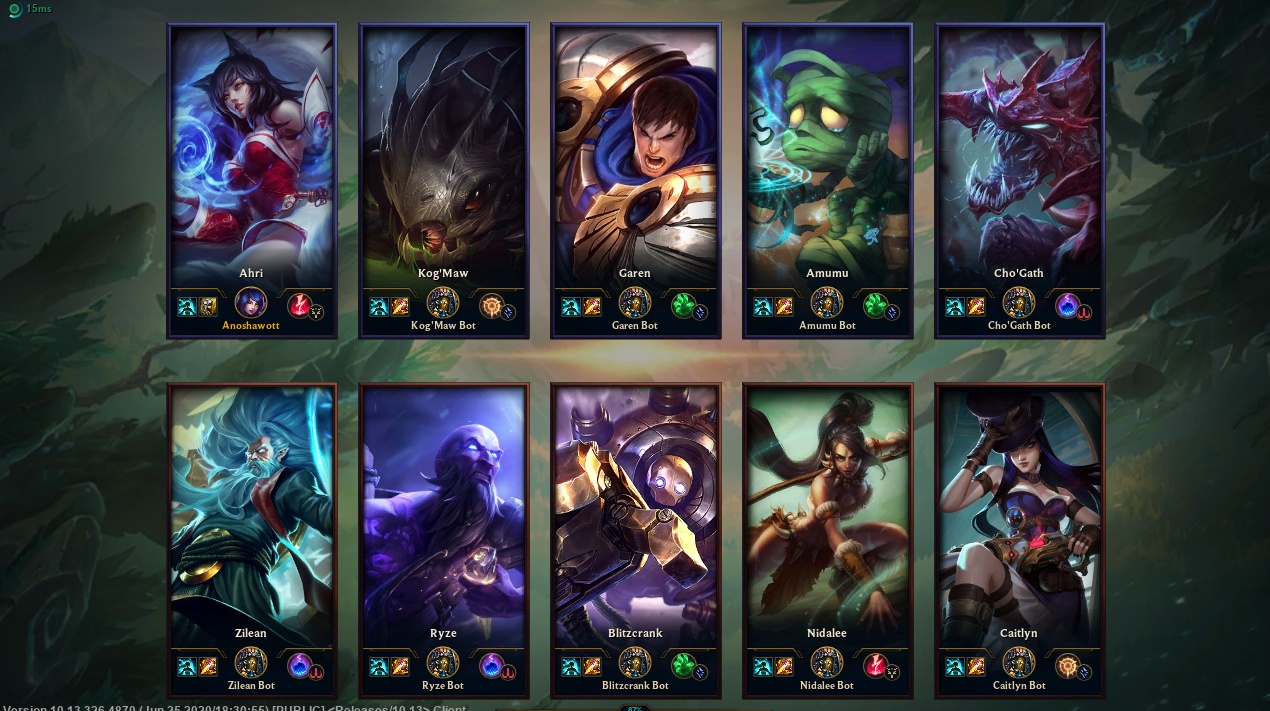 15ms
Ahri
Kog'Maw
Garen
Amumu
Cho'Gath
Anoshawott
Kog'Maw Bot
Garen Bot
Amumu Bot
Cho'Gath Bot
Zilean
Ryze
Blitzcrank
Nidalee
Caitlyn
Zilean Bot
Ryze Bot
Blitzcrank Bot
Nidalee Bot
Caitlyn Bot
Version 10.13.326.4870 (Jun 25 2020/18:30:55) [PUBLIC] <Releases/10.13> Client
87%